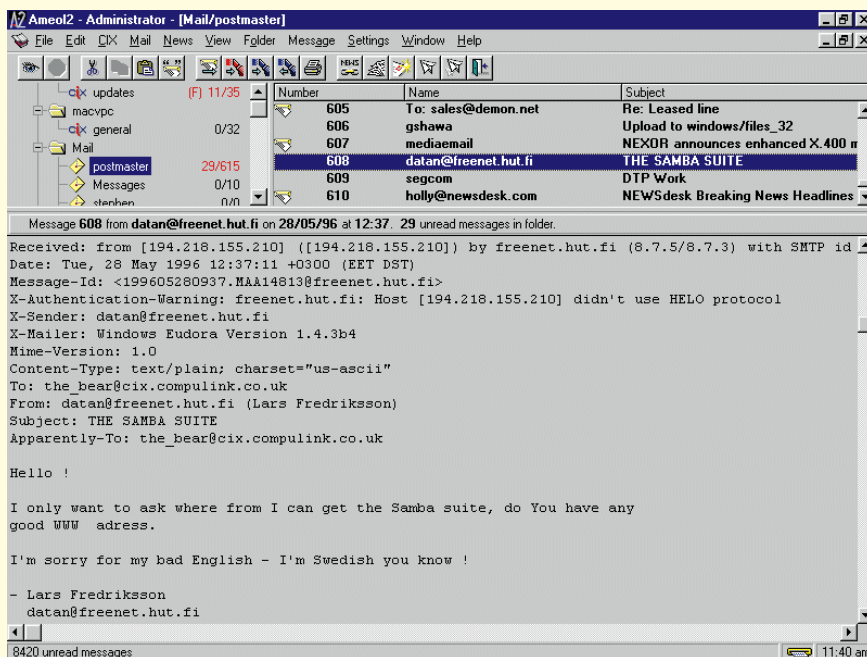 Ameol2 - Administrator - [Mail/postmaster]
File Edit CIX Mail News View Folder Message Settings Window Help
NEWS
cix updates (F) 11/35
macvpc
cix general 0/32
Mail
postmaster 29/615
Messages 0/10
stephen 0/0
Number Name Subject
605 To: sales@demon.net Re: Leased line
606 gshawa Upload to windows/files_32
607 mediaemail NEXOR announces enhanced X.400 m
608 datan@freenet.hut.fi THE SAMBA SUITE
609 segcom DTP Work
610 holly@newsdesk.com NEWSdesk Breaking News Headlines
Message 608 from datan@freenet.hut.fi on 28/05/96 at 12:37. 29 unread messages in folder.
Received: from [194.218.155.210] ([194.218.155.210]) by freenet.hut.fi (8.7.5/8.7.3) with SMTP id
Date: Tue, 28 May 1996 12:37:11 +0300 (EET DST)
Message-Id: <199605280937.MAA14813@freenet.hut.fi>
X-Authentication-Warning: freenet.hut.fi: Host [194.218.155.210] didn't use HELO protocol
X-Sender: datan@freenet.hut.fi
X-Mailer: Windows Eudora Version 1.4.3b4
Mime-Version: 1.0
Content-Type: text/plain; charset="us-ascii"
To: the_bear@cix.compulink.co.uk
From: datan@freenet.hut.fi (Lars Fredriksson)
Subject: THE SAMBA SUITE
Apparently-To: the_bear@cix.compulink.co.uk
Hello !
I only want to ask where from I can get the Samba suite, do You have any
good WWW adress.
I'm sorry for my bad English - I'm Swedish you know !
- Lars Fredriksson
datan@freenet.hut.fi
8420 unread messages
11:40 am